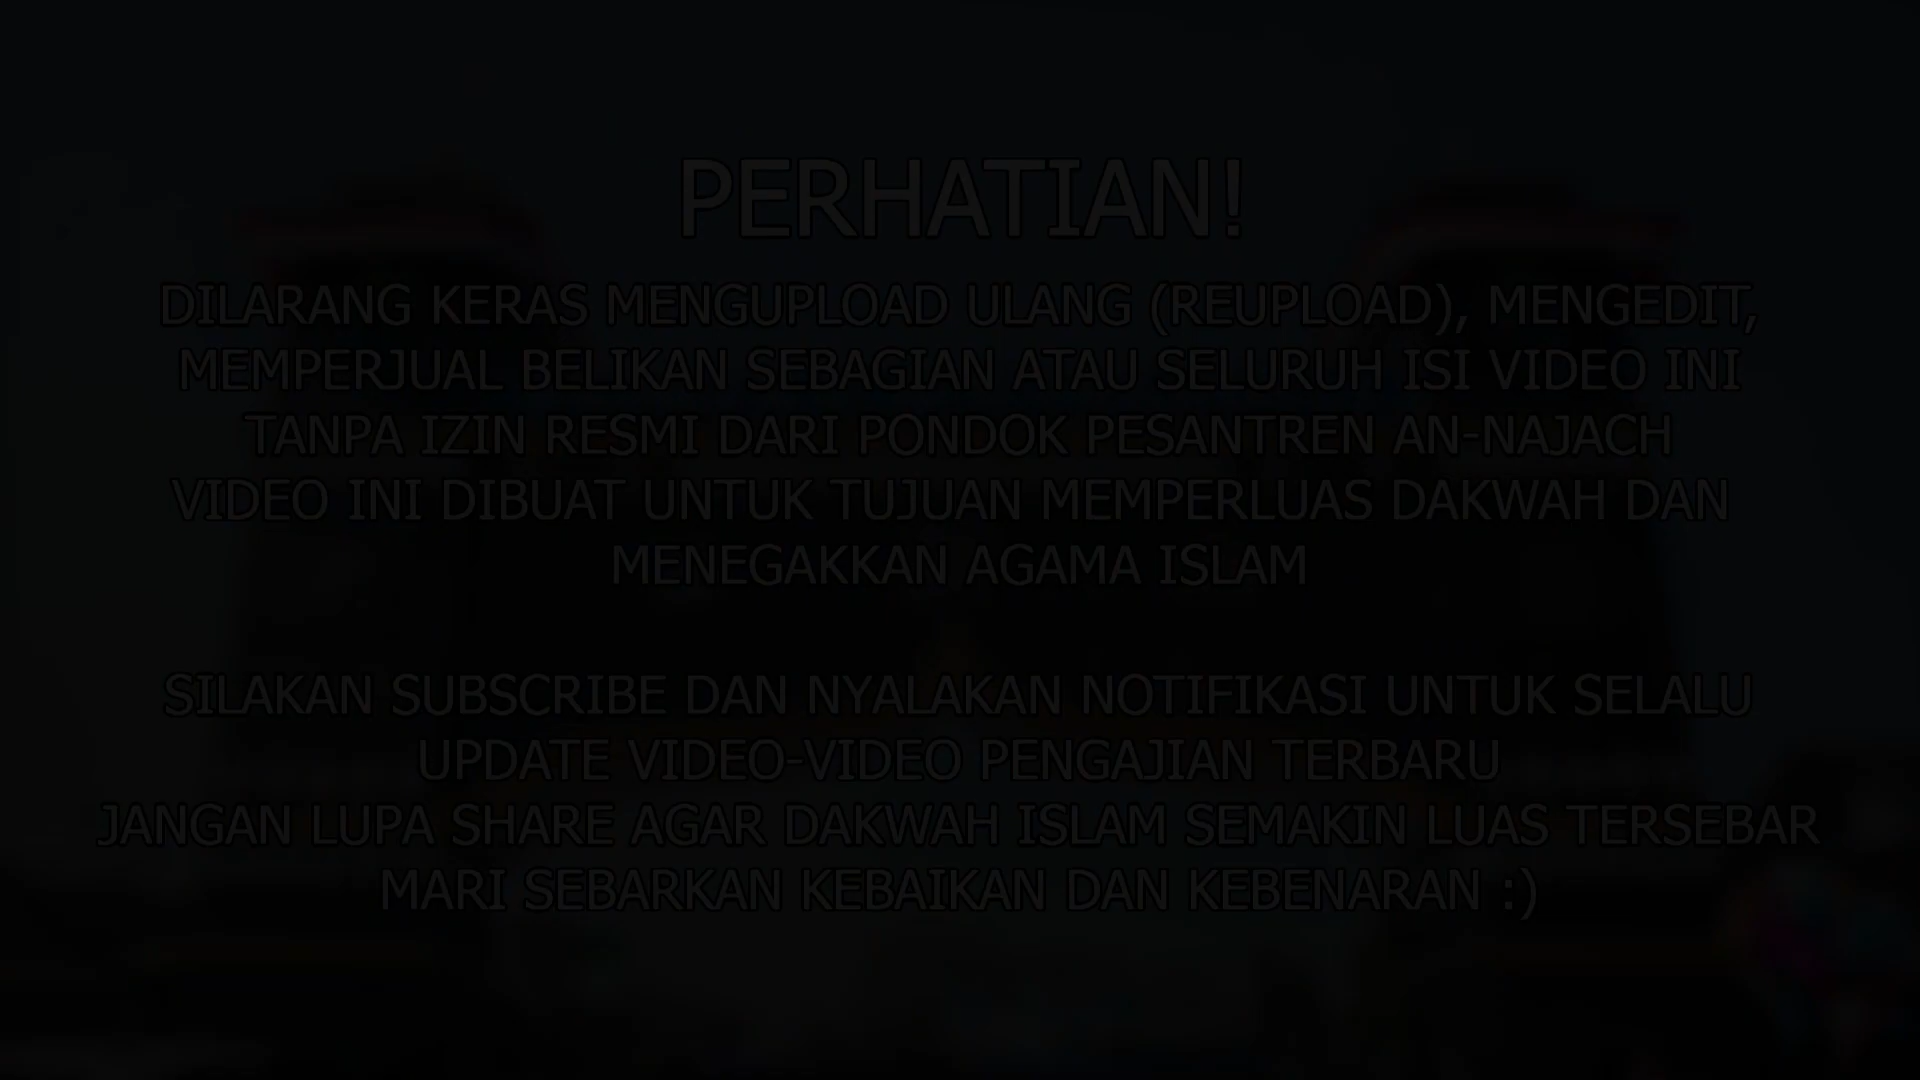 PERHATIAN!
DILARANG KERAS MENGUPLOAD ULANG (REUPLOAD), MENGEDIT,
MEMPERJUAL BELIKAN SEBAGIAN ATAU SELURUH ISI VIDEO INI
TANPA IZIN RESMI DARI PONDOK PESANTREN AN-NAJACH
VIDEO INI DIBUAT UNTUK TUJUAN MEMPERLUAS DAKWAH DAN
MENEGAKKAN AGAMA ISLAM
SILAKAN SUBSCRIBE DAN NYALAKAN NOTIFIKASI UNTUK SELALU
UPDATE VIDEO-VIDEO PENGAJIAN TERBARU
JANGAN LUPA SHARE AGAR DAKWAH ISLAM SEMAKIN LUAS TERSEBAR
MARI SEBARKAN KEBAIKAN DAN KEBENARAN :)